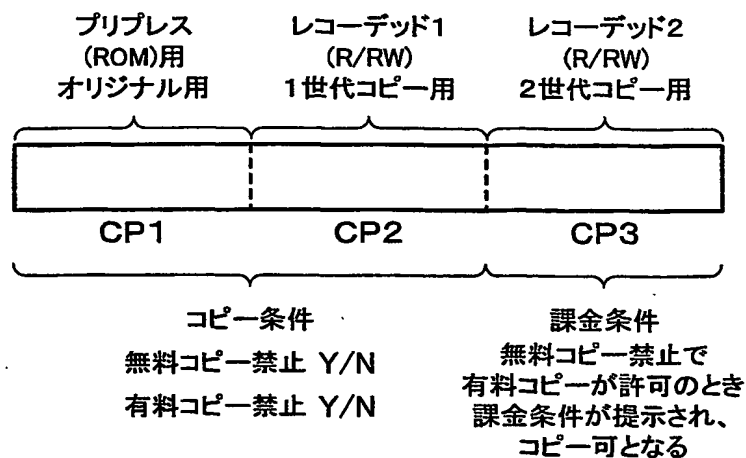 プリプレス
(ROM)用
オリジナル用
レコーデッド1
(R/RW)
1世代コピー用
レコーデッド2
(R/RW)
2世代コピー用
CP1
CP2
CP3
コピー条件
無料コピー禁止 Y/N
有料コピー禁止 Y/N
課金条件
無料コピー禁止で
有料コピーが許可のとき
課金条件が提示され、
コピー可となる